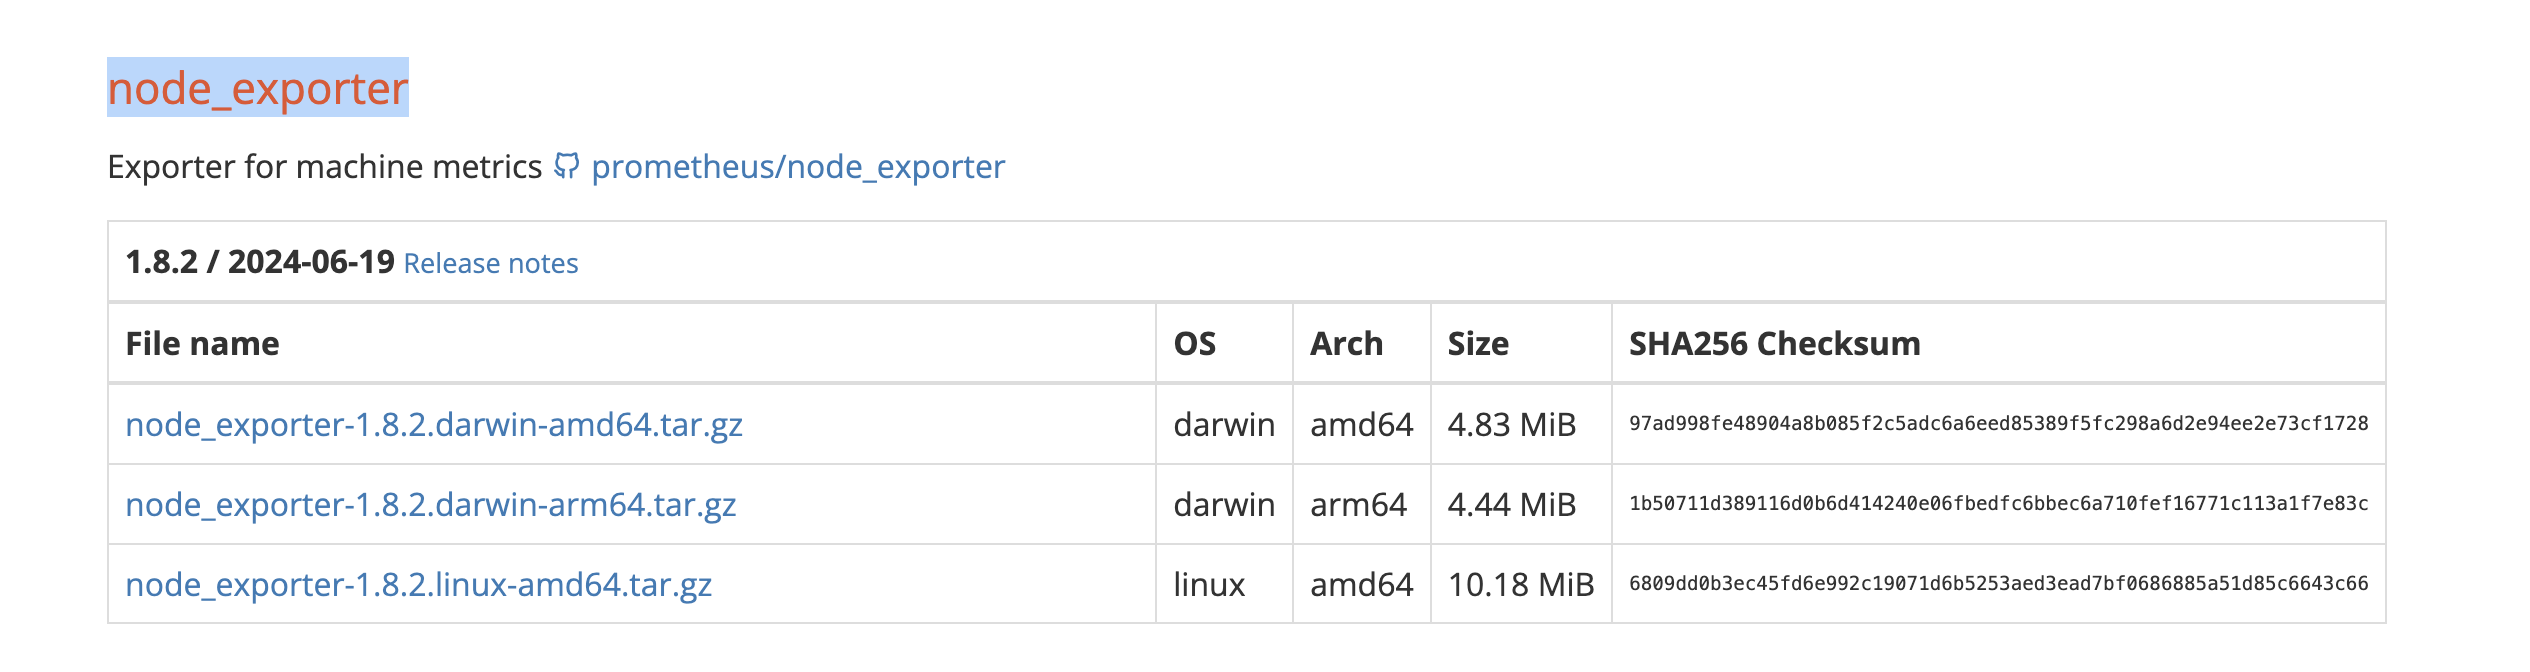 node_exporter
Exporter for machine metrics prometheus/node_exporter
1.8.2 / 2024-06-19 Release notes
File name OS Arch Size SHA256 Checksum
node_exporter-1.8.2.darwin-amd64.tar.gz darwin amd64 4.83 MiB 97ad998fe48904a8b085f2c5adc6a6eed85389f5fc298a6d2e94ee2e73cf1728
node_exporter-1.8.2.darwin-arm64.tar.gz darwin arm64 4.44 MiB 1b50711d389116d0b6d414240e06fbedfc6bbec6a710fef16771c113a1f7e83c
node_exporter-1.8.2.linux-amd64.tar.gz linux amd64 10.18 MiB 6809dd0b3ec45fd6e992c19071d6b5253aed3ead7bf0686885a51d85c6643c66